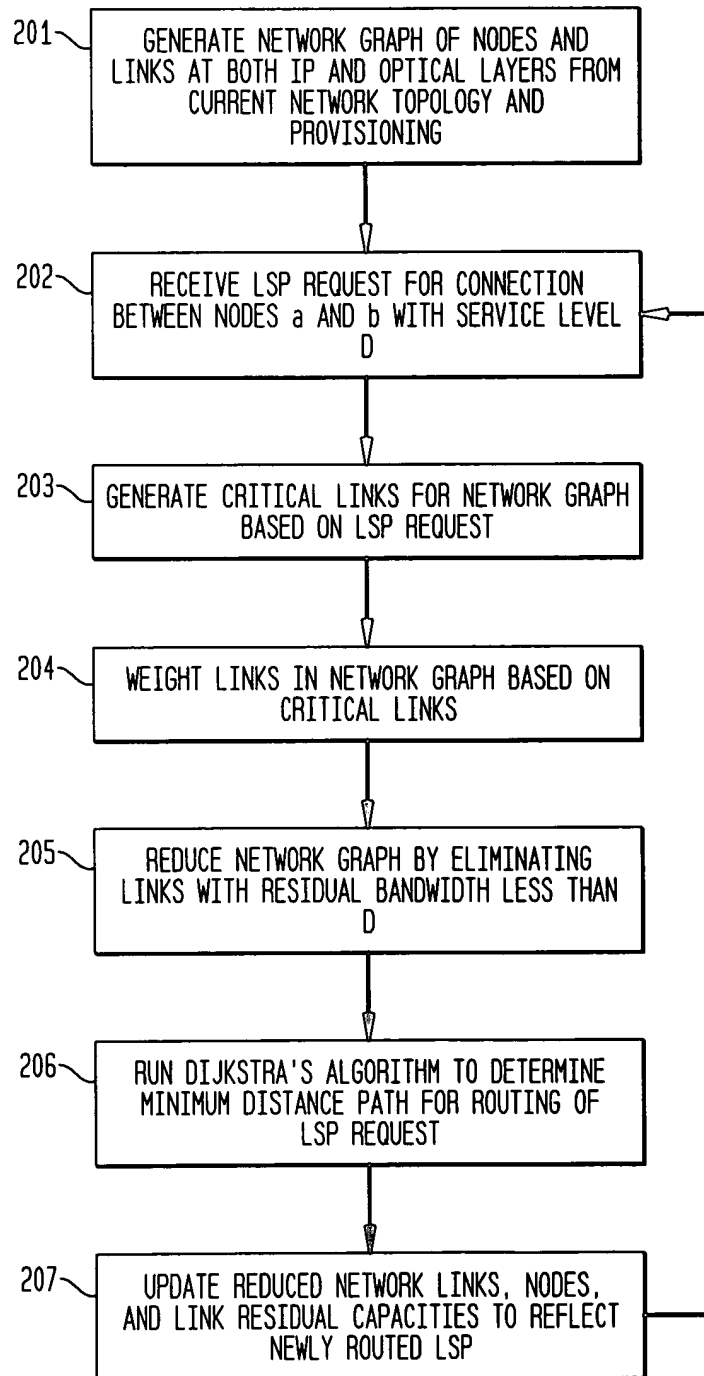 201
GENERATE NETWORK GRAPH OF NODES AND
LINKS AT BOTH IP AND OPTICAL LAYERS FROM
CURRENT NETWORK TOPOLOGY AND
PROVISIONING
202
RECEIVE LSP REQUEST FOR CONNECTION
BETWEEN NODES a AND b WITH SERVICE LEVEL
D
203
GENERATE CRITICAL LINKS FOR NETWORK GRAPH
BASED ON LSP REQUEST
204
WEIGHT LINKS IN NETWORK GRAPH BASED ON
CRITICAL LINKS
205
REDUCE NETWORK GRAPH BY ELIMINATING
LINKS WITH RESIDUAL BANDWIDTH LESS THAN
D
206
RUN DIJKSTRA'S ALGORITHM TO DETERMINE
MINIMUM DISTANCE PATH FOR ROUTING OF
LSP REQUEST
207
UPDATE REDUCED NETWORK LINKS, NODES,
AND LINK RESIDUAL CAPACITIES TO REFLECT
NEWLY ROUTED LSP